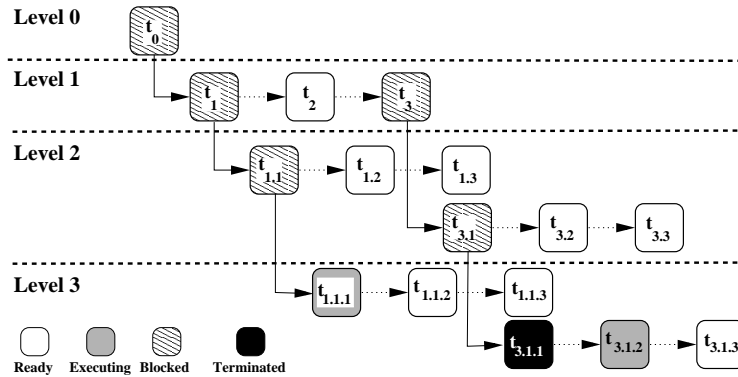 Level 0
t0
Level 1
t1 t2 t3
Level 2
t1.1 t1.2 t1.3
t3.1 t3.2 t3.3
Level 3
t1.1.1 t1.1.2 t1.1.3
t3.1.1 t3.1.2 t3.1.3
Ready Executing Blocked Terminated